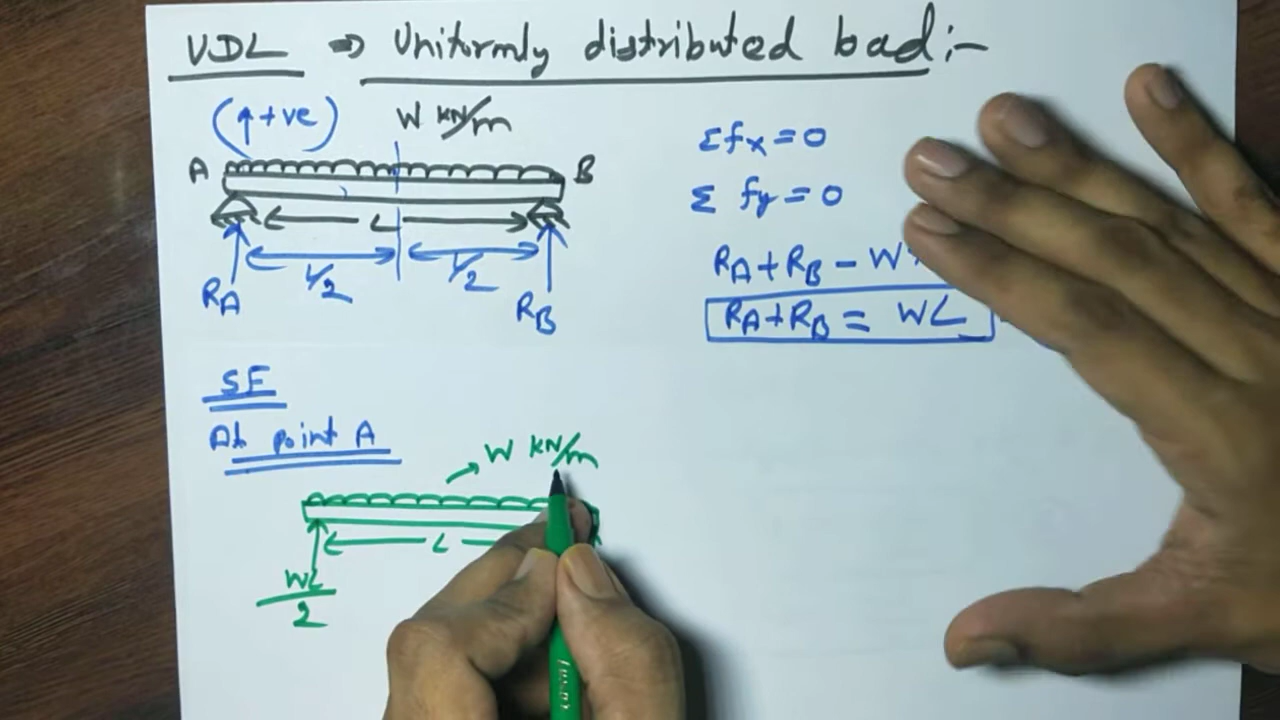 UDL ⇒ Uniformly distributed load :-
(↑+ve) W KN/m
A B
L
L/2 L/2
RA RB
Σfx = 0
Σ fy = 0
RA + RB - W
RA + RB = WL
SF
At point A
W KN/m
L
WL/2